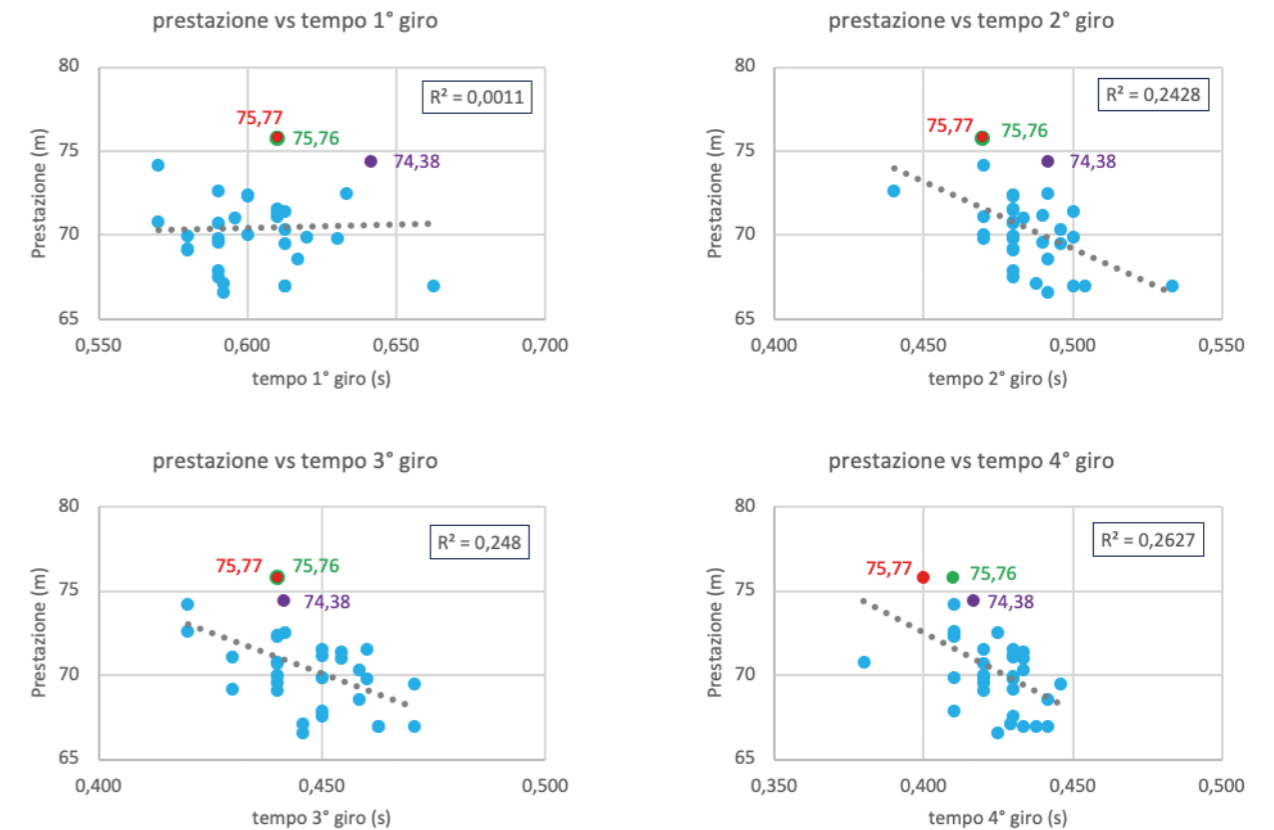 prestazione vs tempo 1° giro
80
75
70
65
Prestazione (m)
R² = 0,0011
75,77
75,76
74,38
0,550
0,600
0,650
0,700
tempo 1° giro (s)
prestazione vs tempo 2° giro
80
75
70
65
Prestazione (m)
R² = 0,2428
75,77
75,76
74,38
0,400
0,450
0,500
0,550
tempo 2° giro (s)
prestazione vs tempo 3° giro
80
75
70
65
Prestazione (m)
R² = 0,248
75,77
75,76
74,38
0,400
0,450
0,500
tempo 3° giro (s)
prestazione vs tempo 4° giro
80
75
70
65
Prestazione (m)
R² = 0,2627
75,77
75,76
74,38
0,350
0,400
0,450
0,500
tempo 4° giro (s)